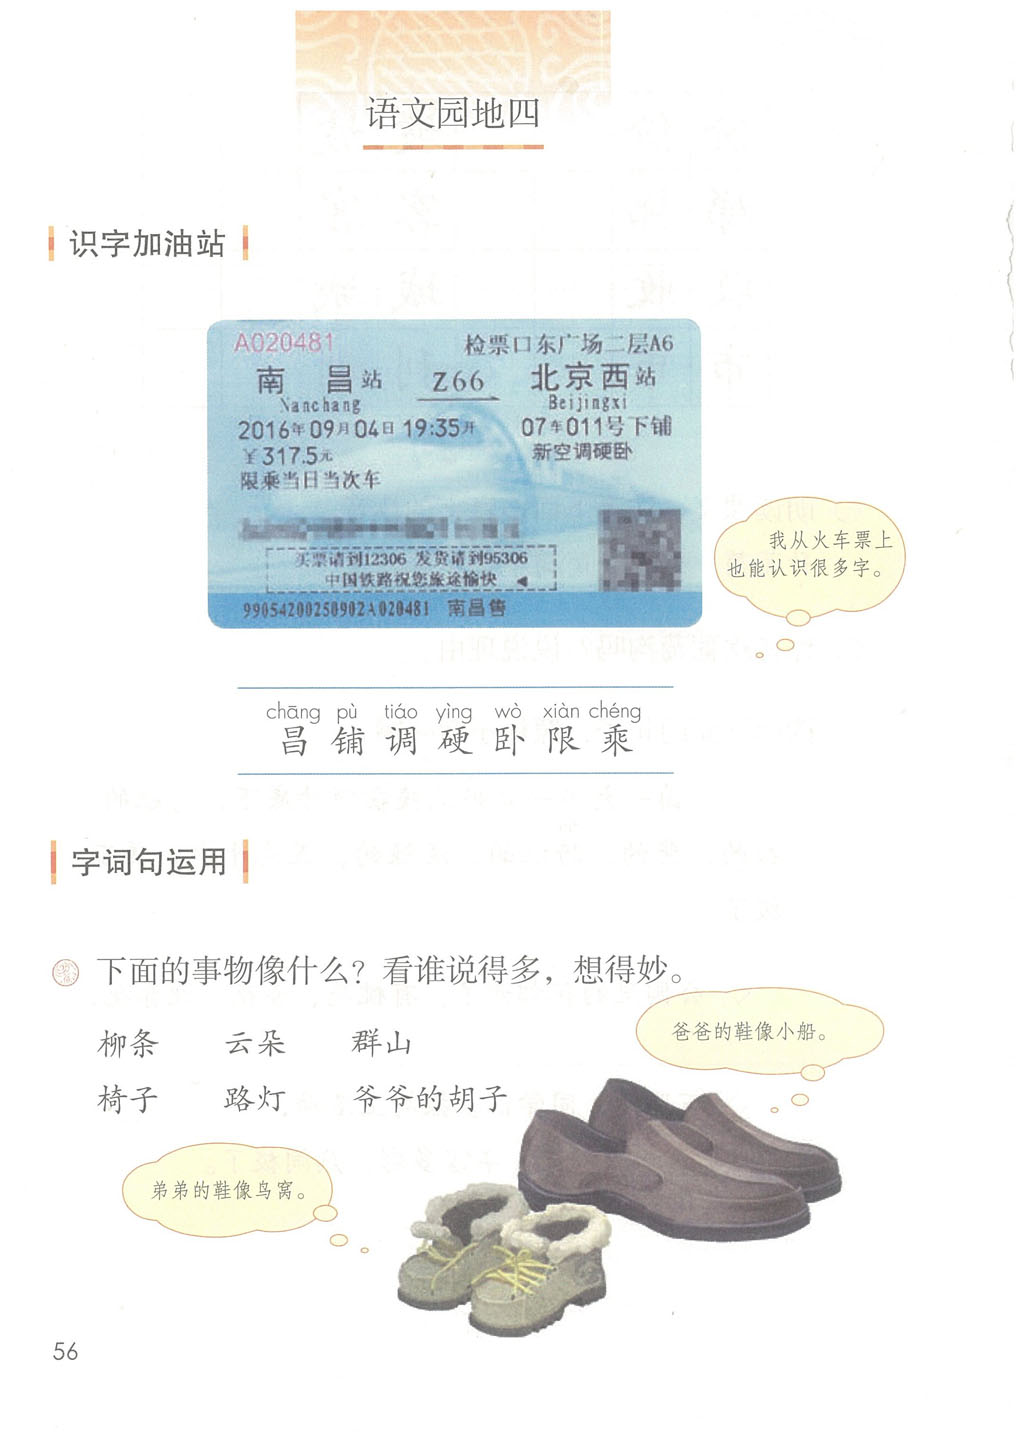 语文园地四
识字加油站
A020481 检票口东广场二层A6
南昌站 Z66 北京西站
Nanchang Beijingxi
2016年09月04日 19:35开 07车011号下铺
￥317.5元 新空调硬卧
限乘当日当次车
买票请到12306 发货请到95306
中国铁路祝您旅途愉快
99054200250902A020481 南昌售
我从火车票上
也能认识很多字。
chāng pù tiáo yìng wò xiàn chéng
昌 铺 调 硬 卧 限 乘
字词句运用
下面的事物像什么？看谁说得多，想得妙。
爸爸的鞋像小船。
柳条 云朵 群山
椅子 路灯 爷爷的胡子
弟弟的鞋像鸟窝。
56